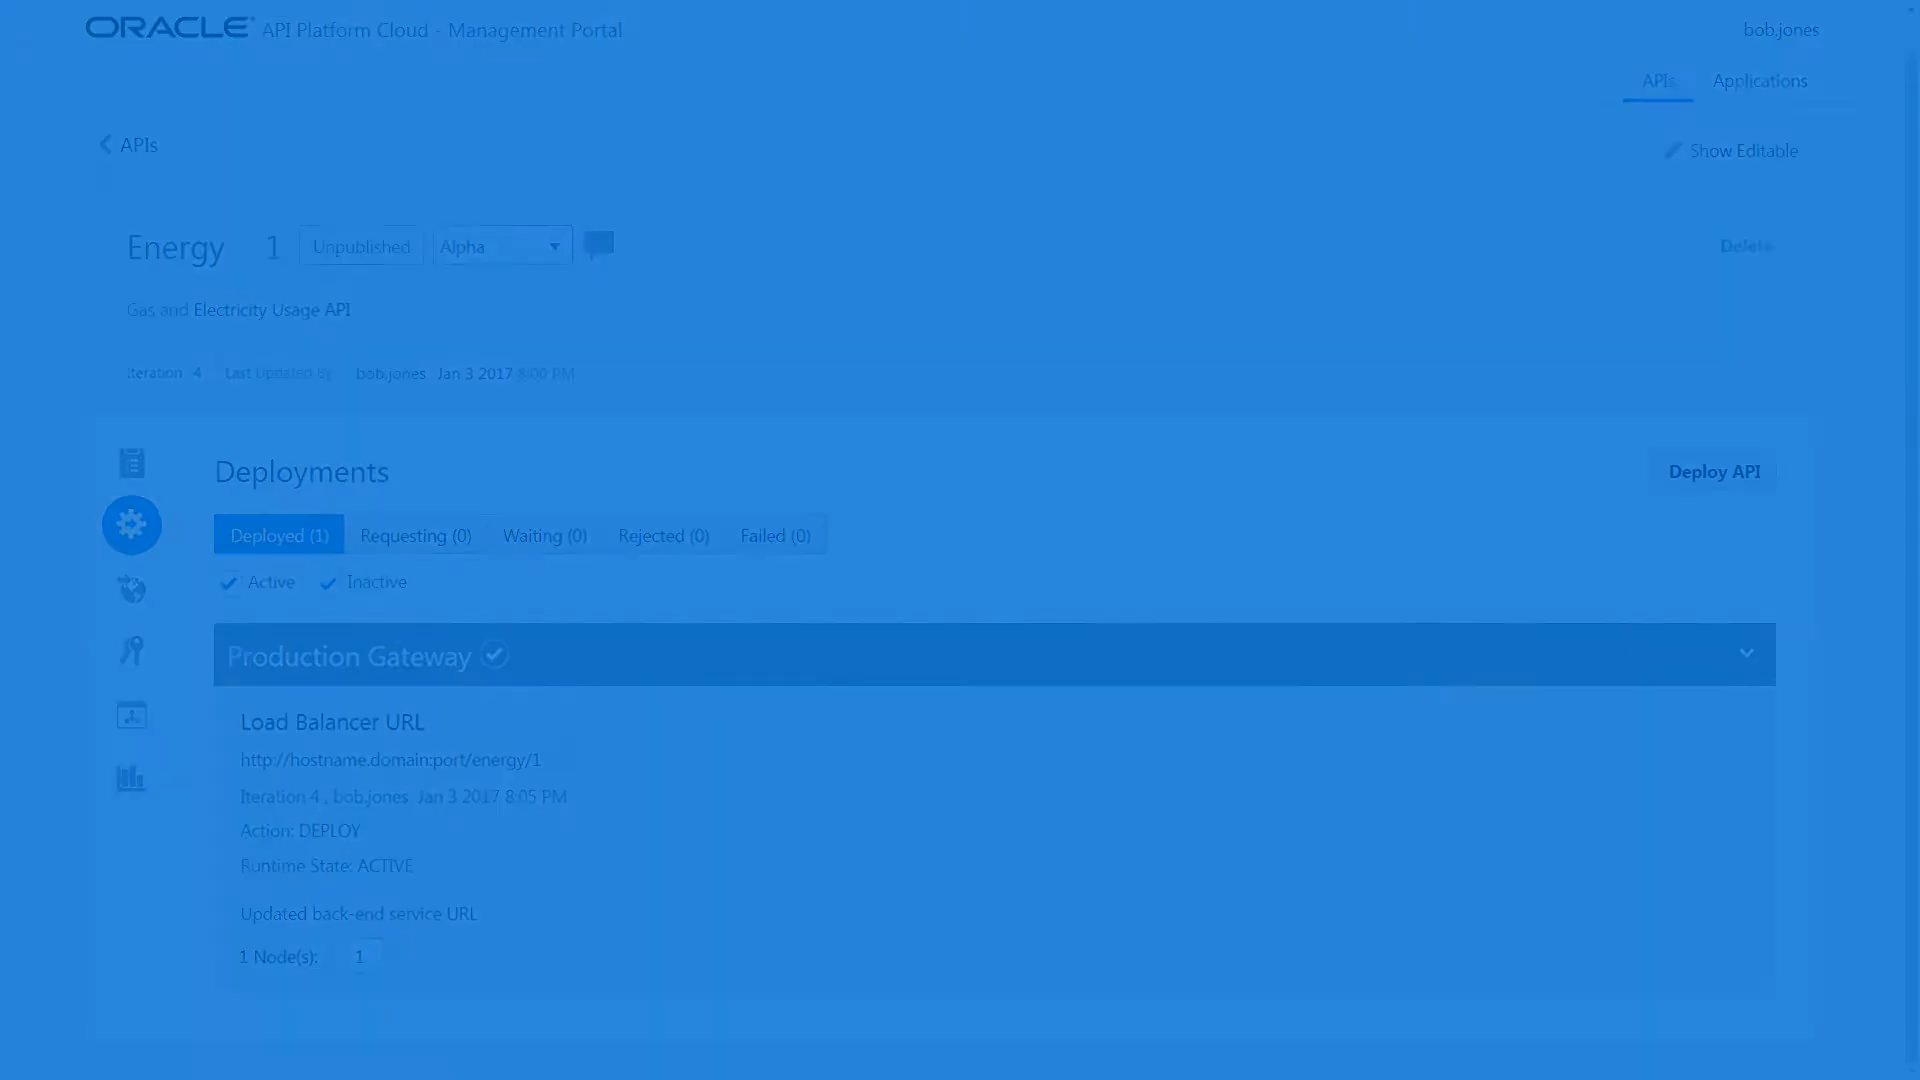 ORACLE API Platform Cloud - Management Portal
bob.jones
APIs Applications
APIs
Show Editable
Energy 1 Unpublished Alpha
Delete
Gas and Electricity Usage API
Iteration 4 Last Updated By bob.jones Jan 3 2017 8:00 PM
Deployments
Deploy API
Deployed (1) Requesting (0) Waiting (0) Rejected (0) Failed (0)
Active Inactive
Production Gateway
Load Balancer URL
http://hostname.domain:port/energy/1
Iteration 4 , bob.jones Jan 3 2017 8:05 PM
Action: DEPLOY
Runtime State: ACTIVE
Updated back-end service URL
1 Node(s): 1